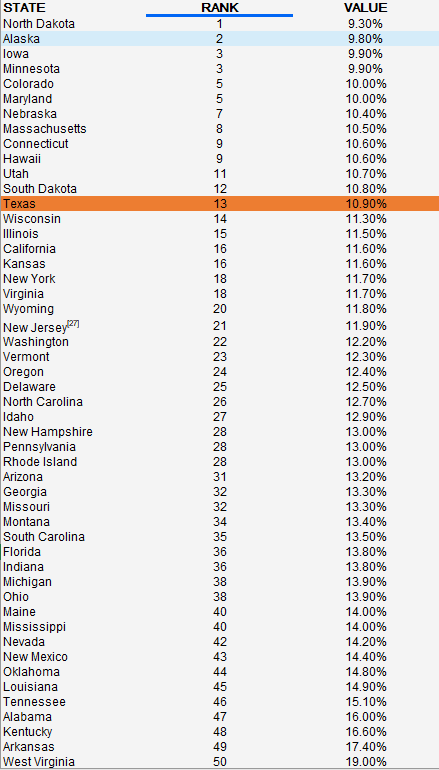 STATE RANK VALUE
North Dakota 1 9.30%
Alaska 2 9.80%
Iowa 3 9.90%
Minnesota 3 9.90%
Colorado 5 10.00%
Maryland 5 10.00%
Nebraska 7 10.40%
Massachusetts 8 10.50%
Connecticut 9 10.60%
Hawaii 9 10.60%
Utah 11 10.70%
South Dakota 12 10.80%
Texas 13 10.90%
Wisconsin 14 11.30%
Illinois 15 11.50%
California 16 11.60%
Kansas 16 11.60%
New York 18 11.70%
Virginia 18 11.70%
Wyoming 20 11.80%
New Jersey[27] 21 11.90%
Washington 22 12.20%
Vermont 23 12.30%
Oregon 24 12.40%
Delaware 25 12.50%
North Carolina 26 12.70%
Idaho 27 12.90%
New Hampshire 28 13.00%
Pennsylvania 28 13.00%
Rhode Island 28 13.00%
Arizona 31 13.20%
Georgia 32 13.30%
Missouri 32 13.30%
Montana 34 13.40%
South Carolina 35 13.50%
Florida 36 13.80%
Indiana 36 13.80%
Michigan 38 13.90%
Ohio 38 13.90%
Maine 40 14.00%
Mississippi 40 14.00%
Nevada 42 14.20%
New Mexico 43 14.40%
Oklahoma 44 14.80%
Louisiana 45 14.90%
Tennessee 46 15.10%
Alabama 47 16.00%
Kentucky 48 16.60%
Arkansas 49 17.40%
West Virginia 50 19.00%